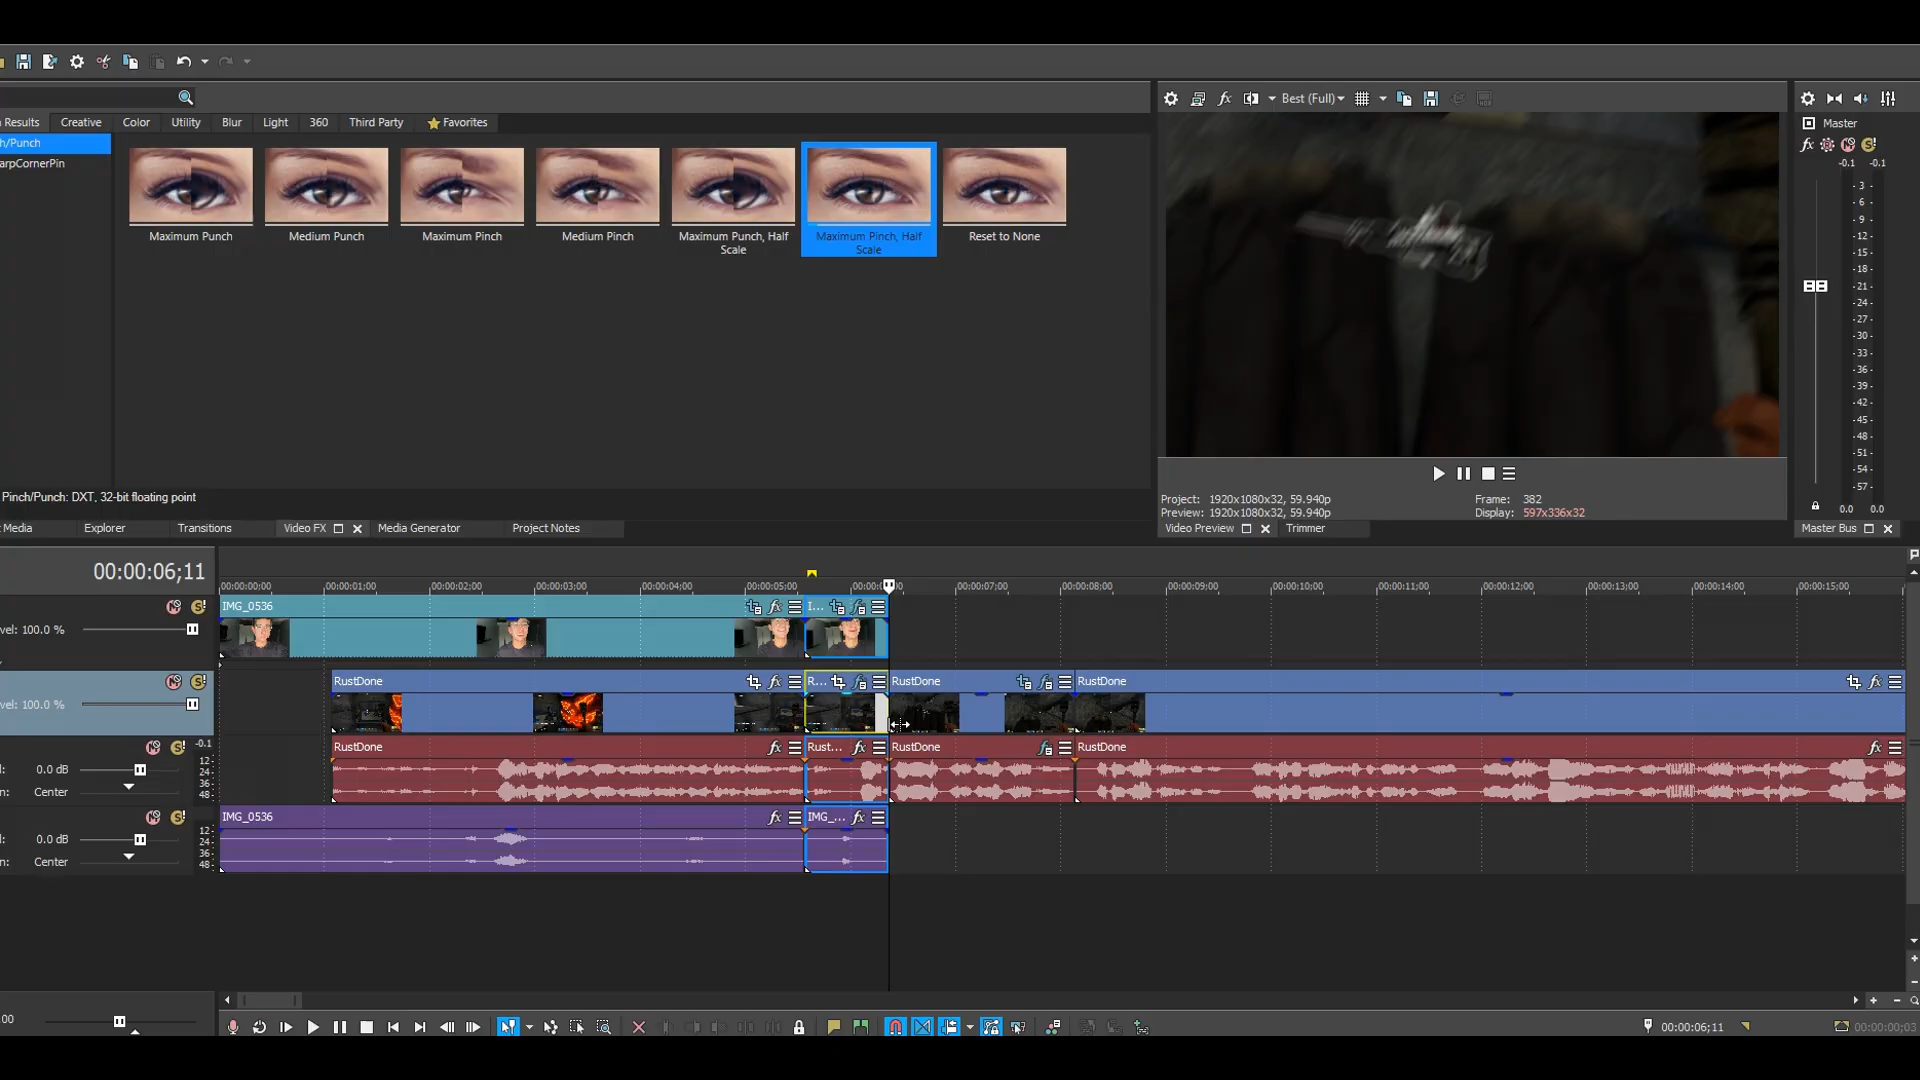 Results Creative Color Utility Blur Light 360 Third Party Favorites
h/Punch
arpCornerPin
Maximum Punch Medium Punch Maximum Pinch Medium Pinch Maximum Punch, Half Scale Maximum Pinch, Half Scale Reset to None
Pinch/Punch: DXT, 32-bit floating point
Media Explorer Transitions Video FX Media Generator Project Notes
Best (Full)
Project: 1920x1080x32, 59.940p Frame: 382
Preview: 1920x1080x32, 59.940p Display: 597x336x32
Video Preview Trimmer
Master
-0.1 -0.1
3
6
9
12
15
18
21
24
27
30
33
36
39
42
45
48
51
54
57
0.0 0.0
Master Bus
00:00:06;11
00:00:00;00 00:00:01;00 00:00:02;00 00:00:03;00 00:00:04;00 00:00:05;00 00:00:07;00 00:00:08;00 00:00:09;00 00:00:10;00 00:00:11;00 00:00:12;00 00:00:13;00 00:00:14;00 00:00:15;00
IMG_0536 I...
vel: 100.0 %
RustDone R... RustDone RustDone
vel: 100.0 %
-0.1
RustDone Rust... RustDone RustDone
0.0 dB
Center
12
24
36
48
IMG_0536 IMG_...
0.0 dB
Center
12
24
36
48
.00
00:00:06;11 00:00:00;03